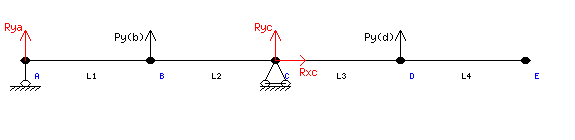 Rya Py(b) Ryc Py(d)
Rxc
A L1 B L2 C L3 D L4 E